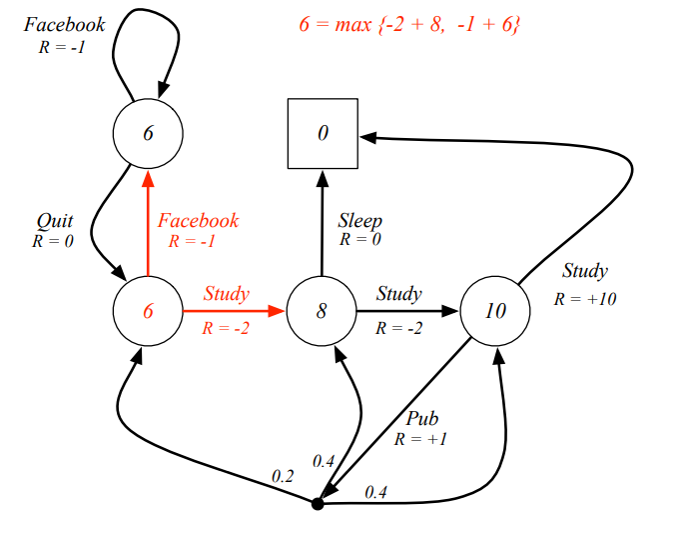 Facebook
R = -1
6 = max {-2 + 8, -1 + 6}
6
0
Quit
R = 0
Facebook
R = -1
Sleep
R = 0
Study
R = +10
6
Study
R = -2
8
Study
R = -2
10
Pub
R = +1
0.2
0.4
0.4